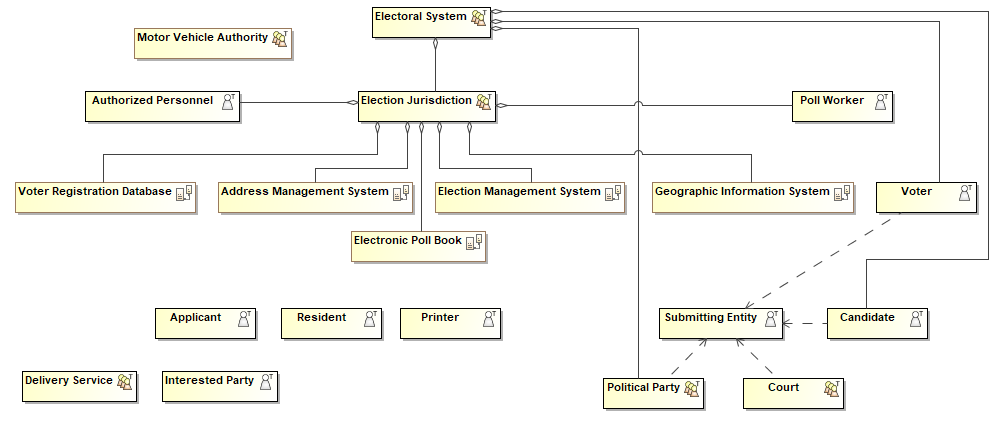 Electoral System
Motor Vehicle Authority
Authorized Personnel
Election Jurisdiction
Poll Worker
Voter Registration Database
Address Management System
Election Management System
Geographic Information System
Voter
Electronic Poll Book
Applicant
Resident
Printer
Submitting Entity
Candidate
Delivery Service
Interested Party
Political Party
Court